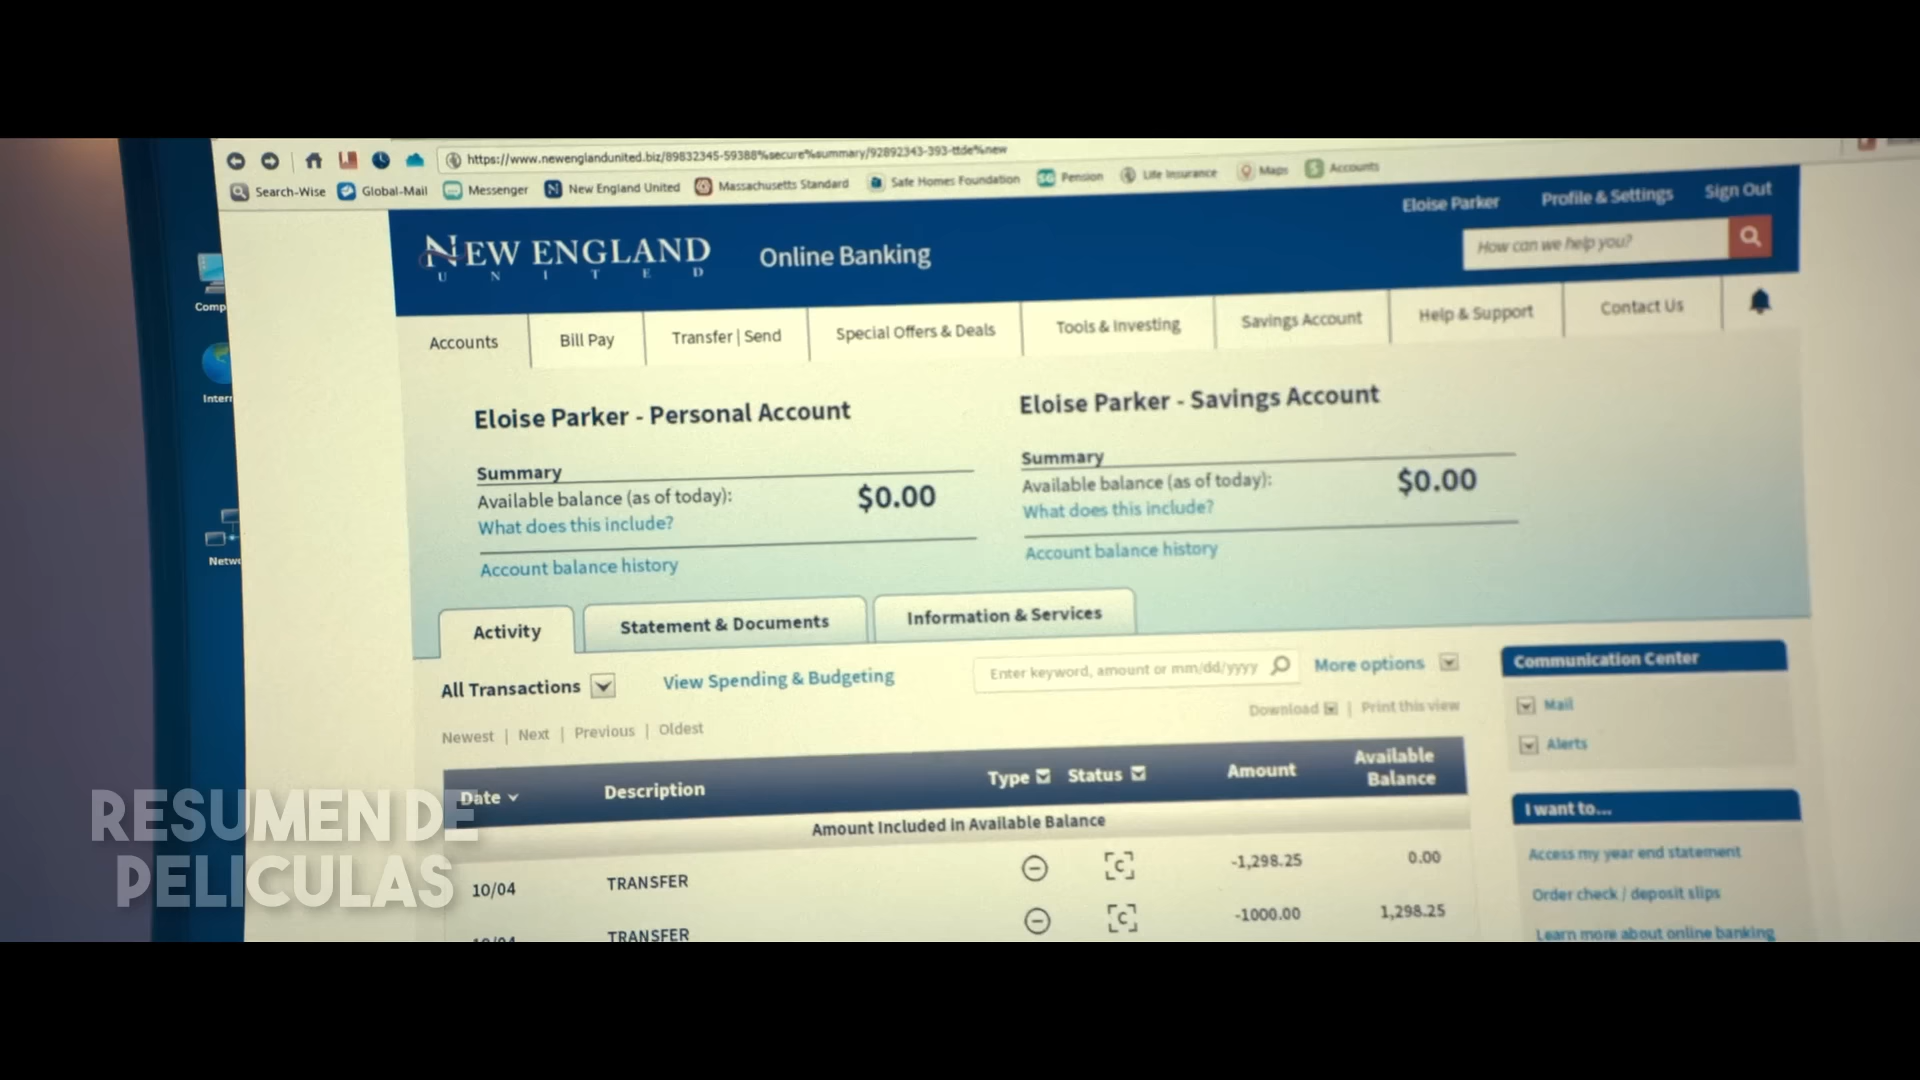 https://www.newenglandunited.biz/89832345-59388%secure%summary/92892343-393-ttde%new
Search-Wise Global-Mail Messenger New England United Massachusetts Standard Safe Homes Foundation Pension Life Insurance Maps Accounts
Eloise Parker Profile & Settings Sign Out
NEW ENGLAND
UNITED
Online Banking
How can we help you?
Accounts Bill Pay Transfer | Send Special Offers & Deals Tools & Investing Savings Account Help & Support Contact Us
Comp
Inter
Netw
Eloise Parker - Personal Account
Summary
Available balance (as of today): $0.00
What does this include?
Account balance history
Eloise Parker - Savings Account
Summary
Available balance (as of today): $0.00
What does this include?
Account balance history
Activity Statement & Documents Information & Services
All Transactions View Spending & Budgeting Enter keyword, amount or mm/dd/yyyy More options
Download | Print this view
Newest | Next | Previous | Oldest
Date Description Type Status Amount Available Balance
Amount Included in Available Balance
10/04 TRANSFER C -1,298.25 0.00
10/04 TRANSFER C -1000.00 1,298.25
Communication Center
Mail
Alerts
I want to...
Access my year end statement
Order check / deposit slips
Learn more about online banking
RESUMEN DE
PELICULAS